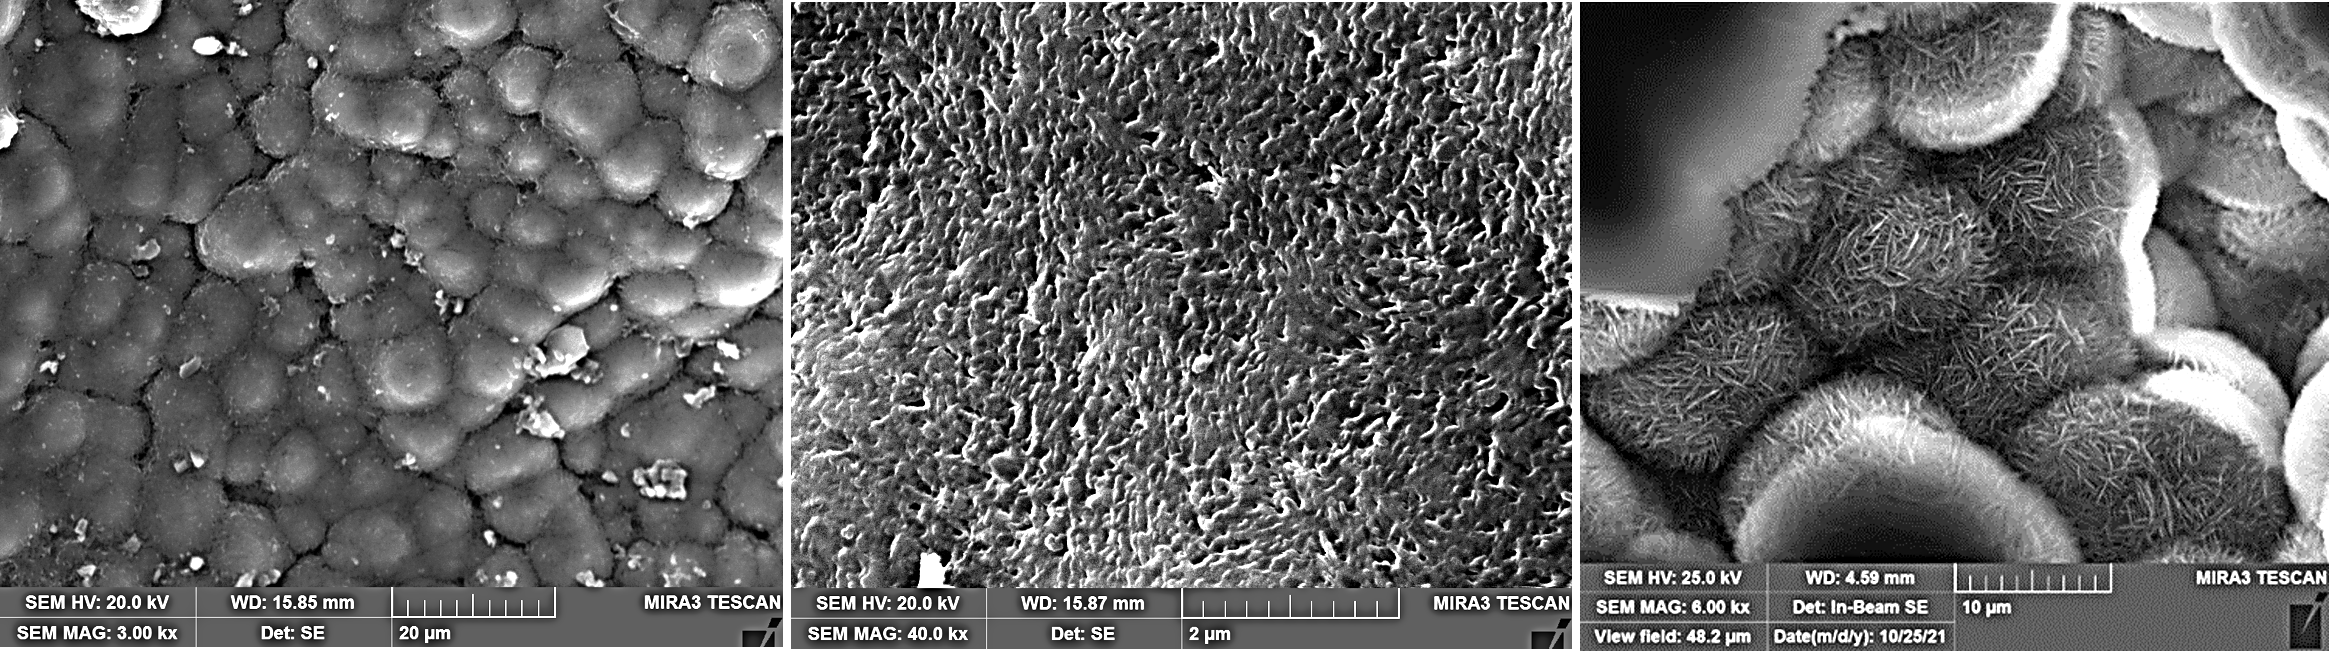 SEM HV: 20.0 kV WD: 15.85 mm MIRA3 TESCAN
SEM MAG: 3.00 kx Det: SE 20 µm
SEM HV: 20.0 kV WD: 15.87 mm MIRA3 TESCAN
SEM MAG: 40.0 kx Det: SE 2 µm
SEM HV: 25.0 kV WD: 4.59 mm MIRA3 TESCAN
SEM MAG: 6.00 kx Det: In-Beam SE 10 µm
View field: 48.2 µm Date(m/d/y): 10/25/21